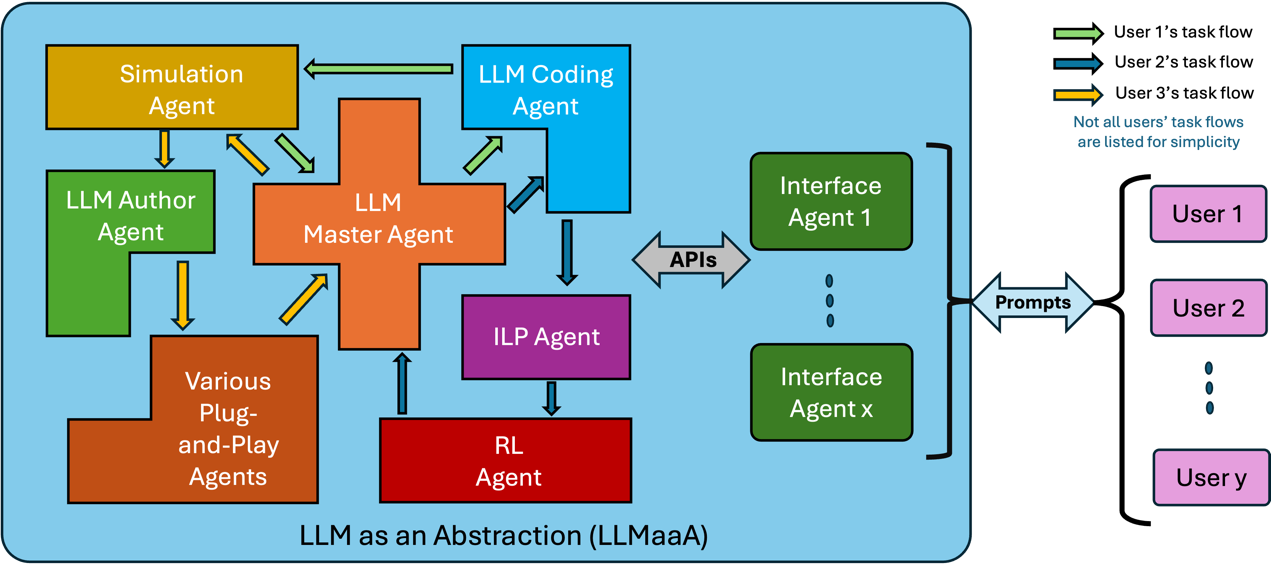 User 1's task flow
User 2's task flow
User 3's task flow
Not all users' task flows
are listed for simplicity
Simulation
Agent
LLM Coding
Agent
LLM Author
Agent
LLM
Master Agent
Interface
Agent 1
APIs
Prompts
User 1
User 2
ILP Agent
Various
Plug-
and-Play
Agents
Interface
Agent x
RL
Agent
User y
LLM as an Abstraction (LLMaaA)